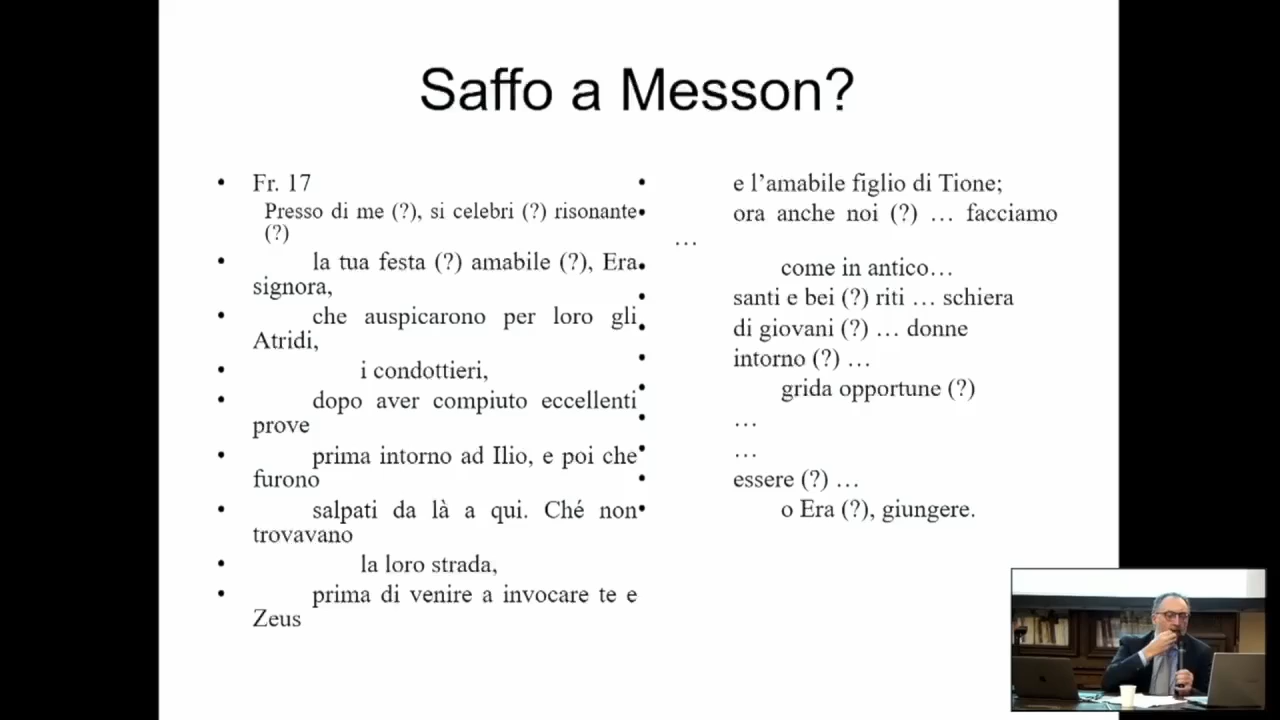 Saffo a Messon?
• Fr. 17
Presso di me (?), si celebri (?) risonante
(?)
• la tua festa (?) amabile (?), Era
signora,
• che auspicarono per loro gli
Atridi,
• i condottieri,
• dopo aver compiuto eccellenti
prove
• prima intorno ad Ilio, e poi che
furono
• salpati da là a qui. Ché non
trovavano
• la loro strada,
• prima di venire a invocare te e
Zeus
• e l’amabile figlio di Tione;
• ora anche noi (?) … facciamo
…
• come in antico…
• santi e bei (?) riti … schiera
• di giovani (?) … donne
• intorno (?) …
• grida opportune (?)
• …
• …
• essere (?) …
• o Era (?), giungere.